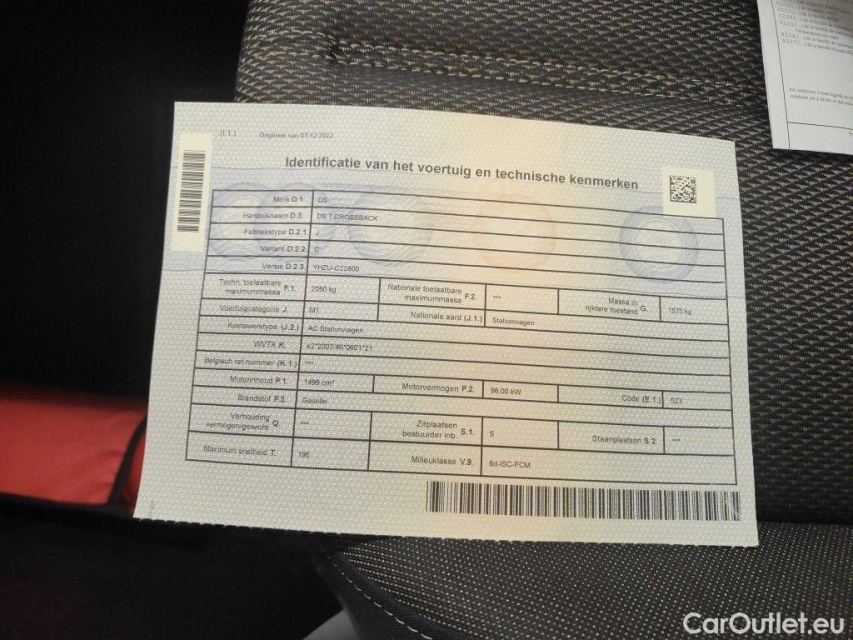 (I.1.) Origineel van 07/12/2022
Identificatie van het voertuig en technische kenmerken
Merk D.1. DS
Handelsnaam D.3. DS 7 CROSSBACK
Fabriekstype D.2.1. J
Variant D.2.2. C
Versie D.2.3. YHZU-C22800
Techn. toelaatbare maximummassa F.1. 2050 kg Nationale toelaatbare maximummassa F.2. --- Massa in rijklare toestand G. 1575 kg
Voertuigcategorie J. M1 Nationale aard (J.1.) Stationwagen
Koetswerktype (J.2.) AC Stationwagen
WVTA K. e2*2007/46*0601*21
Belgisch ref.nummer (K.1.) ---
Motorinhoud P.1. 1499 cm³ Motorvermogen P.2. 96,00 kW Code (E.1.) 523
Brandstof P.3. Gasolie
Verhouding vermogen/gewicht Q. --- Zitplaatsen bestuurder inb. S.1. 5 Staanplaatsen S.2. ---
Maximum snelheid T. 195 Milieuklasse V.9. 6d-ISC-FCM
CarOutlet.eu